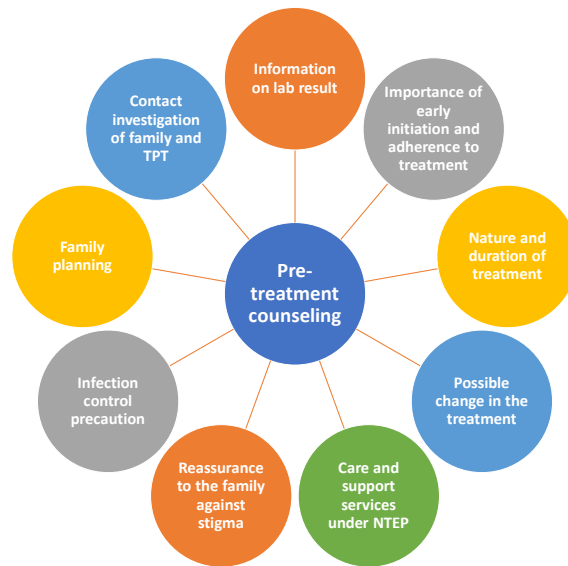 Information
on lab result
Importance of
early
initiation and
adherence to
treatment
Nature and
duration of
treatment
Possible
change in the
treatment
Care and
support
services
under NTEP
Reassurance
to the family
against
stigma
Infection
control
precaution
Family
planning
Contact
investigation
of family and
TPT
Pre-
treatment
counseling